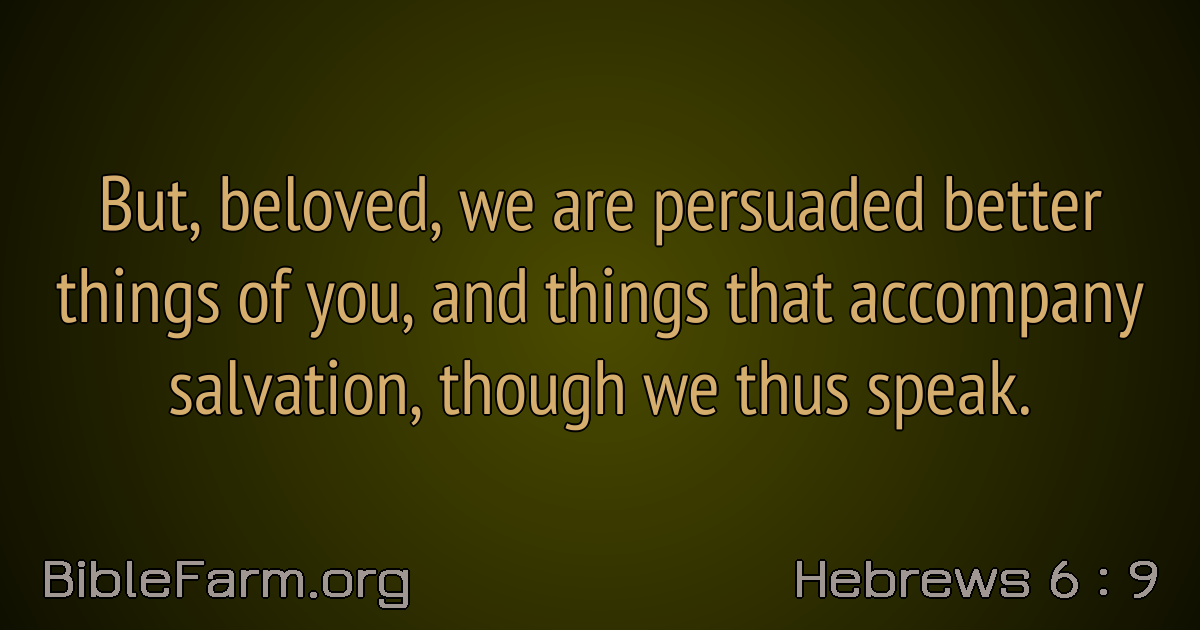 But, beloved, we are persuaded better
things of you, and things that accompany
salvation, though we thus speak.
BibleFarm.org
Hebrews 6 : 9